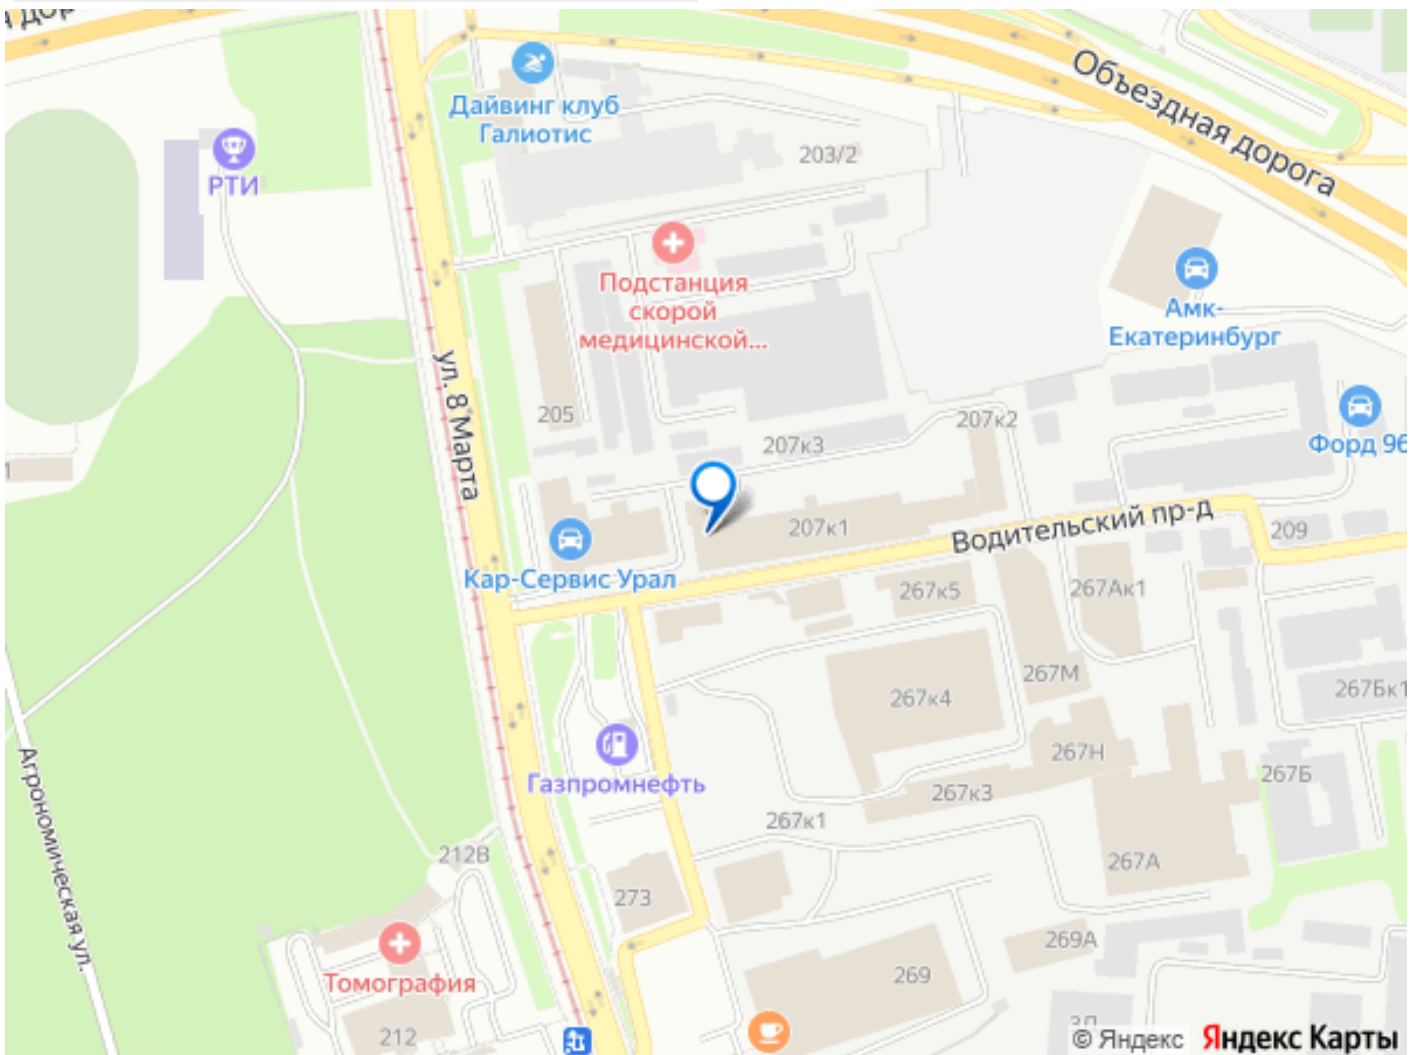 Объездная дорога
Дайвинг клуб
Галиотис
203/2
РТИ
Подстанция
скорой
медицинской...
Амк-
Екатеринбург
ул. 8 Марта
205
207к2
207к3
Форд 96
207к1
Водительский пр-д
209
Кар-Сервис Урал
267к5
267Ак1
267М
267к4
267Бк1
267Н
Газпромнефть
267Б
267к3
267к1
Агрономическая ул.
212В
267А
273
269А
Томография
269
212
© Яндекс Яндекс Карты